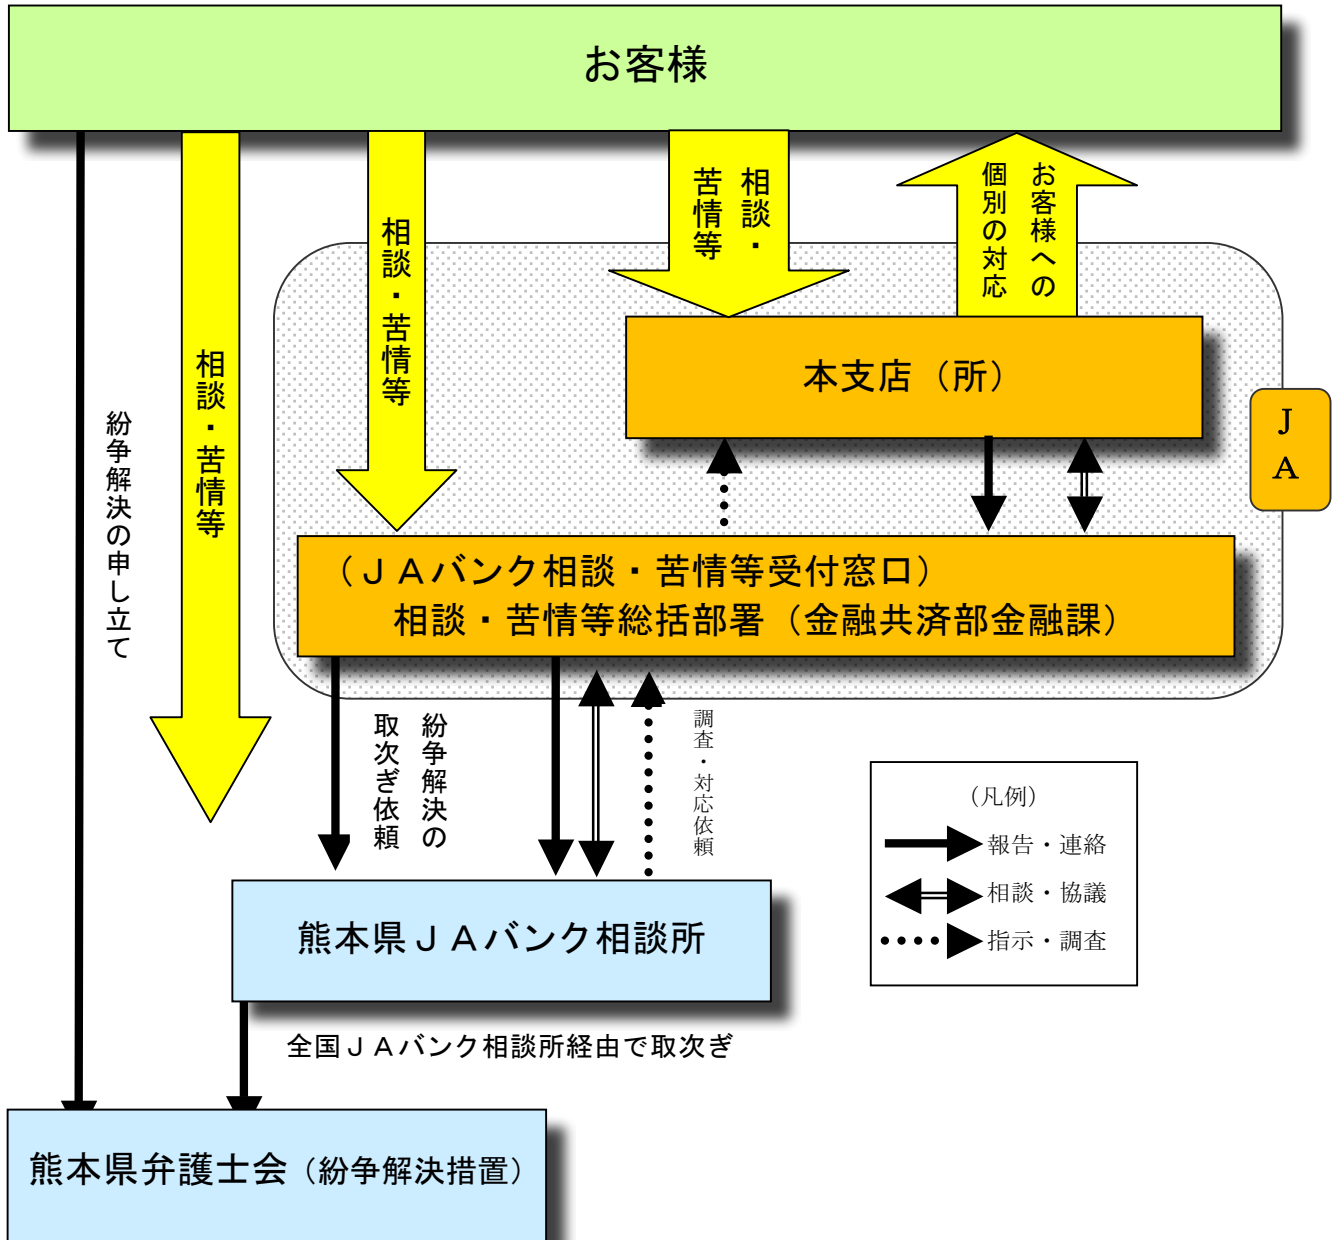 お客様
相談・
苦情等
お客様への
個別の対応
相談・苦情等
相談・苦情等
紛争解決の申し立て
本支店（所）
ＪＡ
（ＪＡバンク相談・苦情等受付窓口）
相談・苦情等総括部署（金融共済部金融課）
紛争解決の
取次ぎ依頼
調査・対応依頼
（凡例）
報告・連絡
相談・協議
指示・調査
熊本県ＪＡバンク相談所
全国ＪＡバンク相談所経由で取次ぎ
熊本県弁護士会（紛争解決措置）